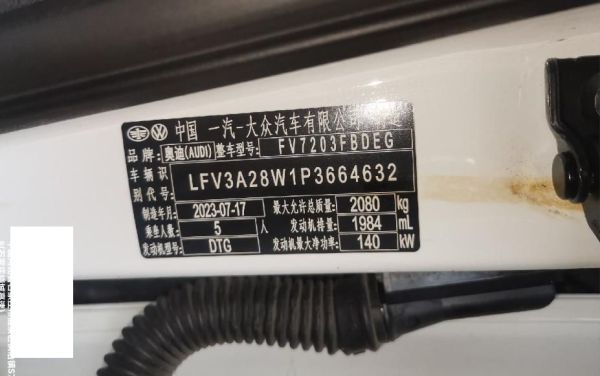 中国 一汽-大众汽车有限公司 制造
品牌: 奥迪(AUDI) 整车型号: FV7203FBDEG
车辆识别代号: LFV3A28W1P3664632
制造年月 2023-07-17 最大允许总质量: 2080 kg
乘坐人数: 5 人 发动机排量: 1984 mL
发动机型号: DTG 发动机最大净功率: 140 kW